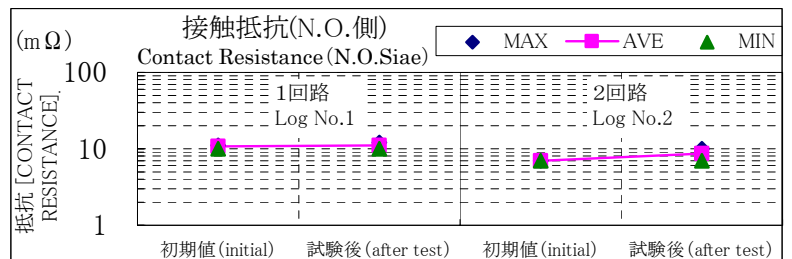 接触抵抗(N.O.側)
(mΩ)
Contact Resistance(N.O.Siae)
MAX AVE MIN
抵抗 [CONTACT RESISTANCE].
100
10
1
1回路
Log No.1
2回路
Log No.2
初期値(initial) 試験後(after test) 初期値(initial) 試験後(after test)